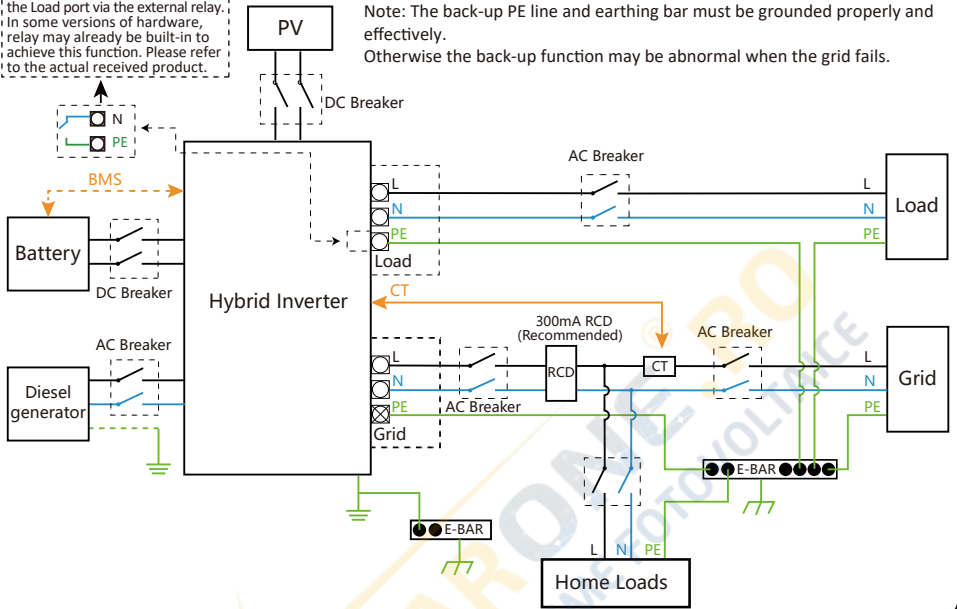 the Load port via the external relay.
In some versions of hardware,
relay may already be built-in to
achieve this function. Please refer
to the actual received product.
PV
Note: The back-up PE line and earthing bar must be grounded properly and
effectively.
Otherwise the back-up function may be abnormal when the grid fails.
DC Breaker
N
PE
BMS
Battery
DC Breaker
AC Breaker
Diesel
generator
Hybrid Inverter
L
N
PE
Load
AC Breaker
L
N
PE
Load
CT
300mA RCD
(Recommended)
AC Breaker
L
N
PE
Grid
AC Breaker
RCD
CT
L
N
PE
Grid
E-BAR
E-BAR
L
N
PE
Home Loads